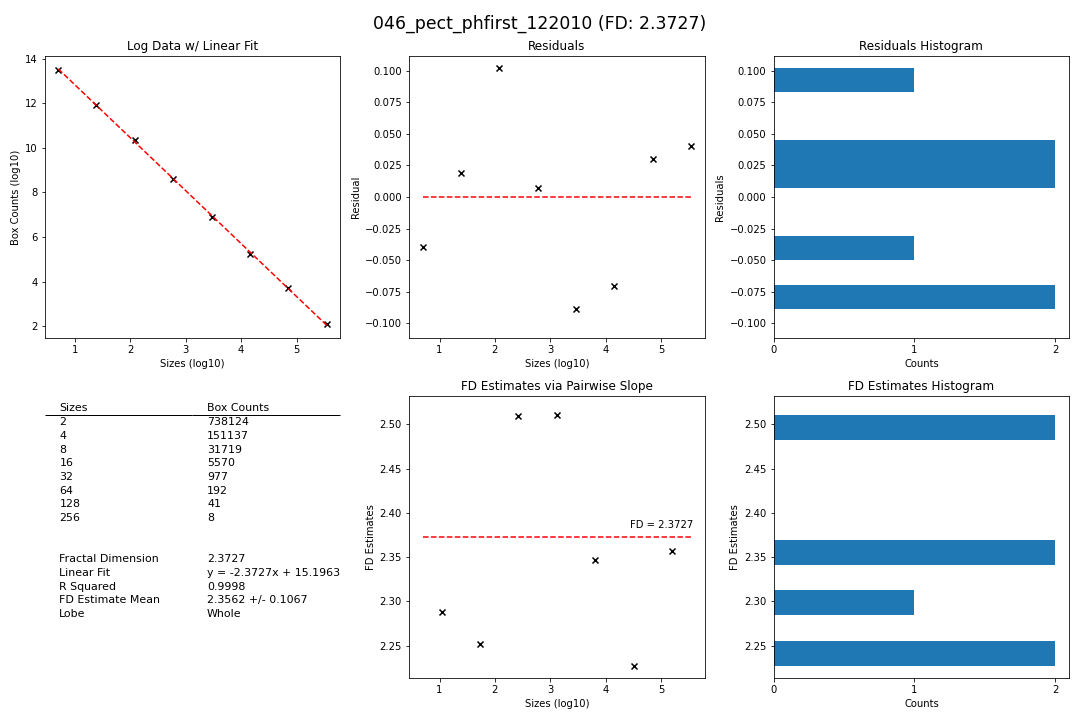 046_pect_phfirst_122010 (FD: 2.3727)
Log Data w/ Linear Fit
14
12
10
8
6
4
2
Box Counts (log10)
1 2 3 4 5
Sizes (log10)
Residuals
0.100
0.075
0.050
0.025
0.000
−0.025
−0.050
−0.075
−0.100
Residual
1 2 3 4 5
Sizes (log10)
Residuals Histogram
0.100
0.075
0.050
0.025
0.000
−0.025
−0.050
−0.075
−0.100
Residuals
0 1 2
Counts
Sizes Box Counts
2 738124
4 151137
8 31719
16 5570
32 977
64 192
128 41
256 8
Fractal Dimension 2.3727
Linear Fit y = -2.3727x + 15.1963
R Squared 0.9998
FD Estimate Mean 2.3562 +/- 0.1067
Lobe Whole
FD Estimates via Pairwise Slope
2.50
2.45
2.40
2.35
2.30
2.25
FD Estimates
FD = 2.3727
1 2 3 4 5
Sizes (log10)
FD Estimates Histogram
2.50
2.45
2.40
2.35
2.30
2.25
FD Estimates
0 1 2
Counts